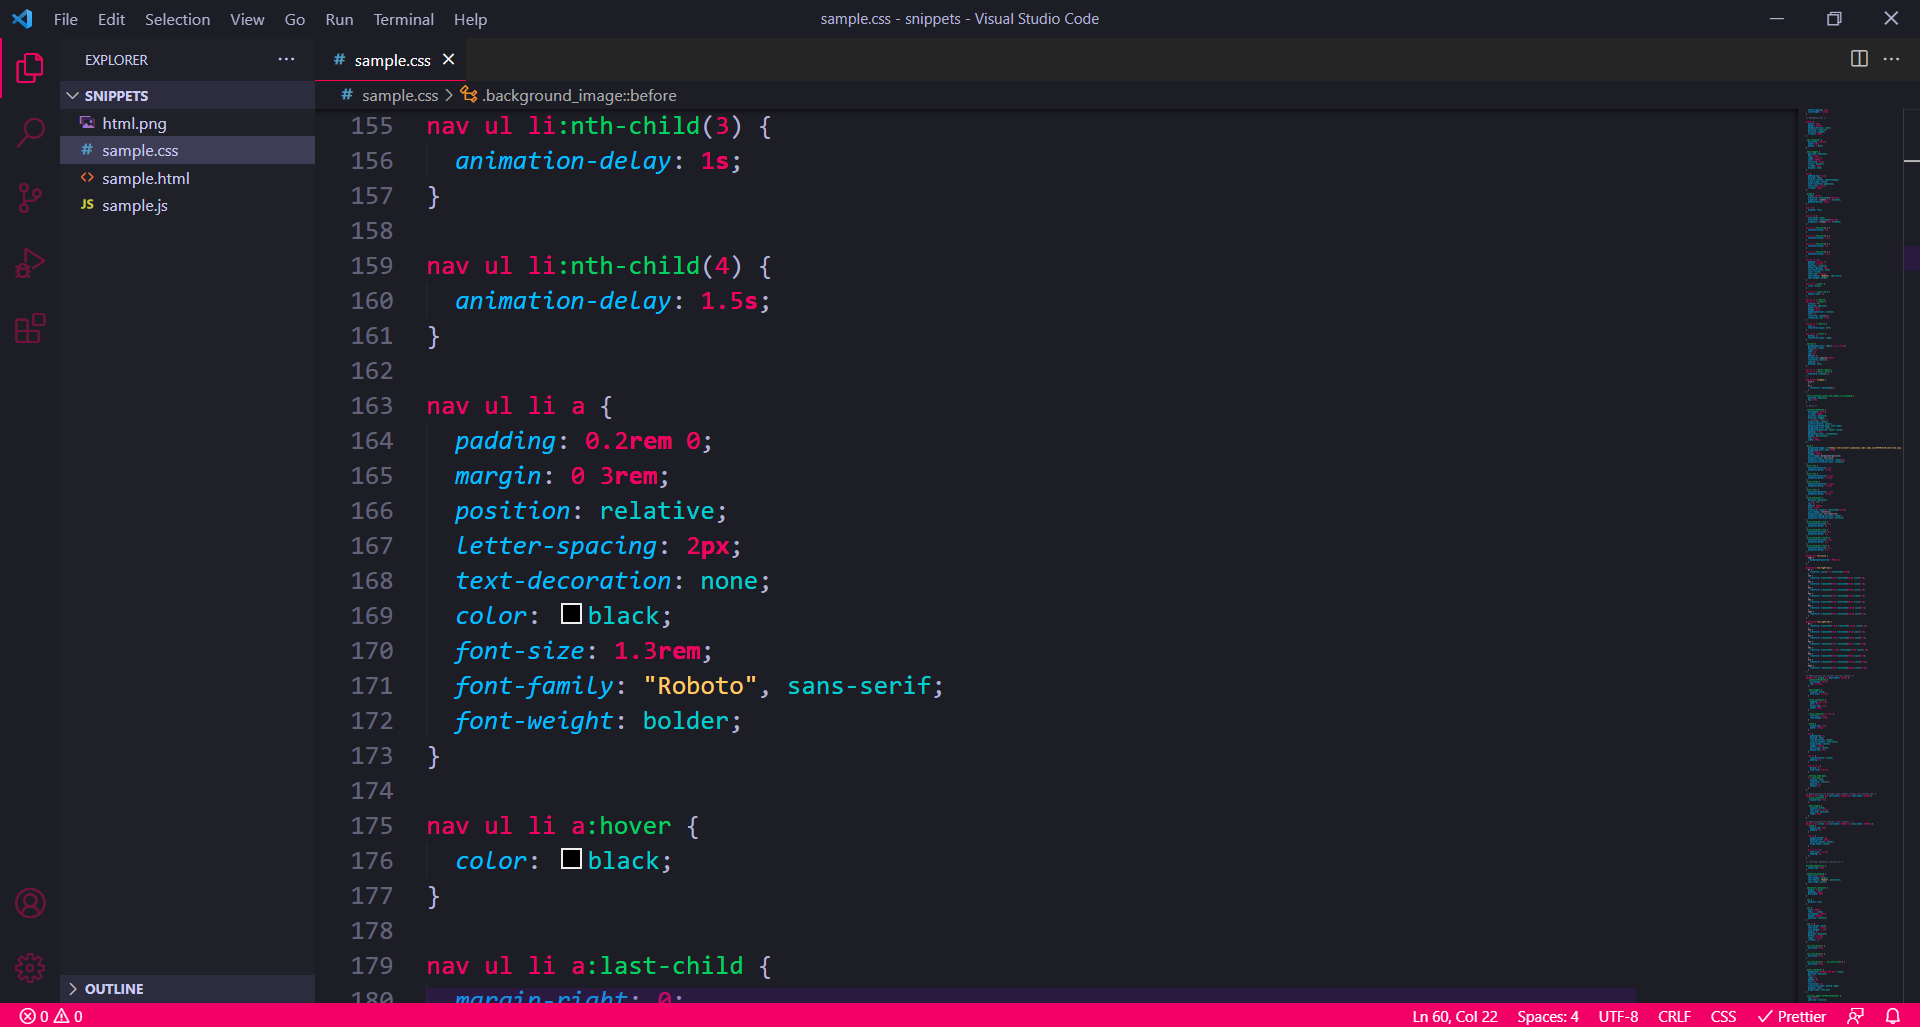 File Edit Selection View Go Run Terminal Help
sample.css - snippets - Visual Studio Code
EXPLORER
SNIPPETS
html.png
# sample.css
<> sample.html
JS sample.js
OUTLINE
# sample.css
# sample.css > .background_image::before
155 nav ul li:nth-child(3) {
156   animation-delay: 1s;
157 }
158
159 nav ul li:nth-child(4) {
160   animation-delay: 1.5s;
161 }
162
163 nav ul li a {
164   padding: 0.2rem 0;
165   margin: 0 3rem;
166   position: relative;
167   letter-spacing: 2px;
168   text-decoration: none;
169   color: black;
170   font-size: 1.3rem;
171   font-family: "Roboto", sans-serif;
172   font-weight: bolder;
173 }
174
175 nav ul li a:hover {
176   color: black;
177 }
178
179 nav ul li a:last-child {
180   margin-right: 0;
0 0
Ln 60, Col 22 Spaces: 4 UTF-8 CRLF CSS Prettier